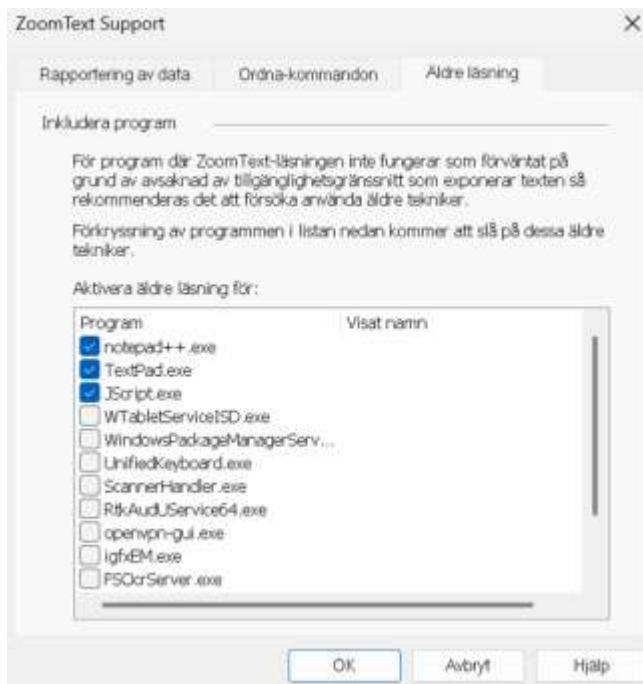 ZoomText Support
Rapportering av data Ordna-kommandon Äldre läsning
Inkludera program
För program där ZoomText-läsningen inte fungerar som förväntat på
grund av avsaknad av tillgänglighetsgränssnitt som exponerar texten så
rekommenderas det att försöka använda äldre tekniker.
Förkryssning av programmen i listan nedan kommer att slå på dessa äldre
tekniker.
Aktivera äldre läsning för:
Program Visat namn
notepad++.exe
TextPad.exe
JScript.exe
WTabletServiceISD.exe
WindowsPackageManagerServ...
UnifiedKeyboard.exe
ScannerHandler.exe
RtkAudUService64.exe
openvpn-gui.exe
igfxEM.exe
FSOcrServer.exe
OK Avbryt Hjälp